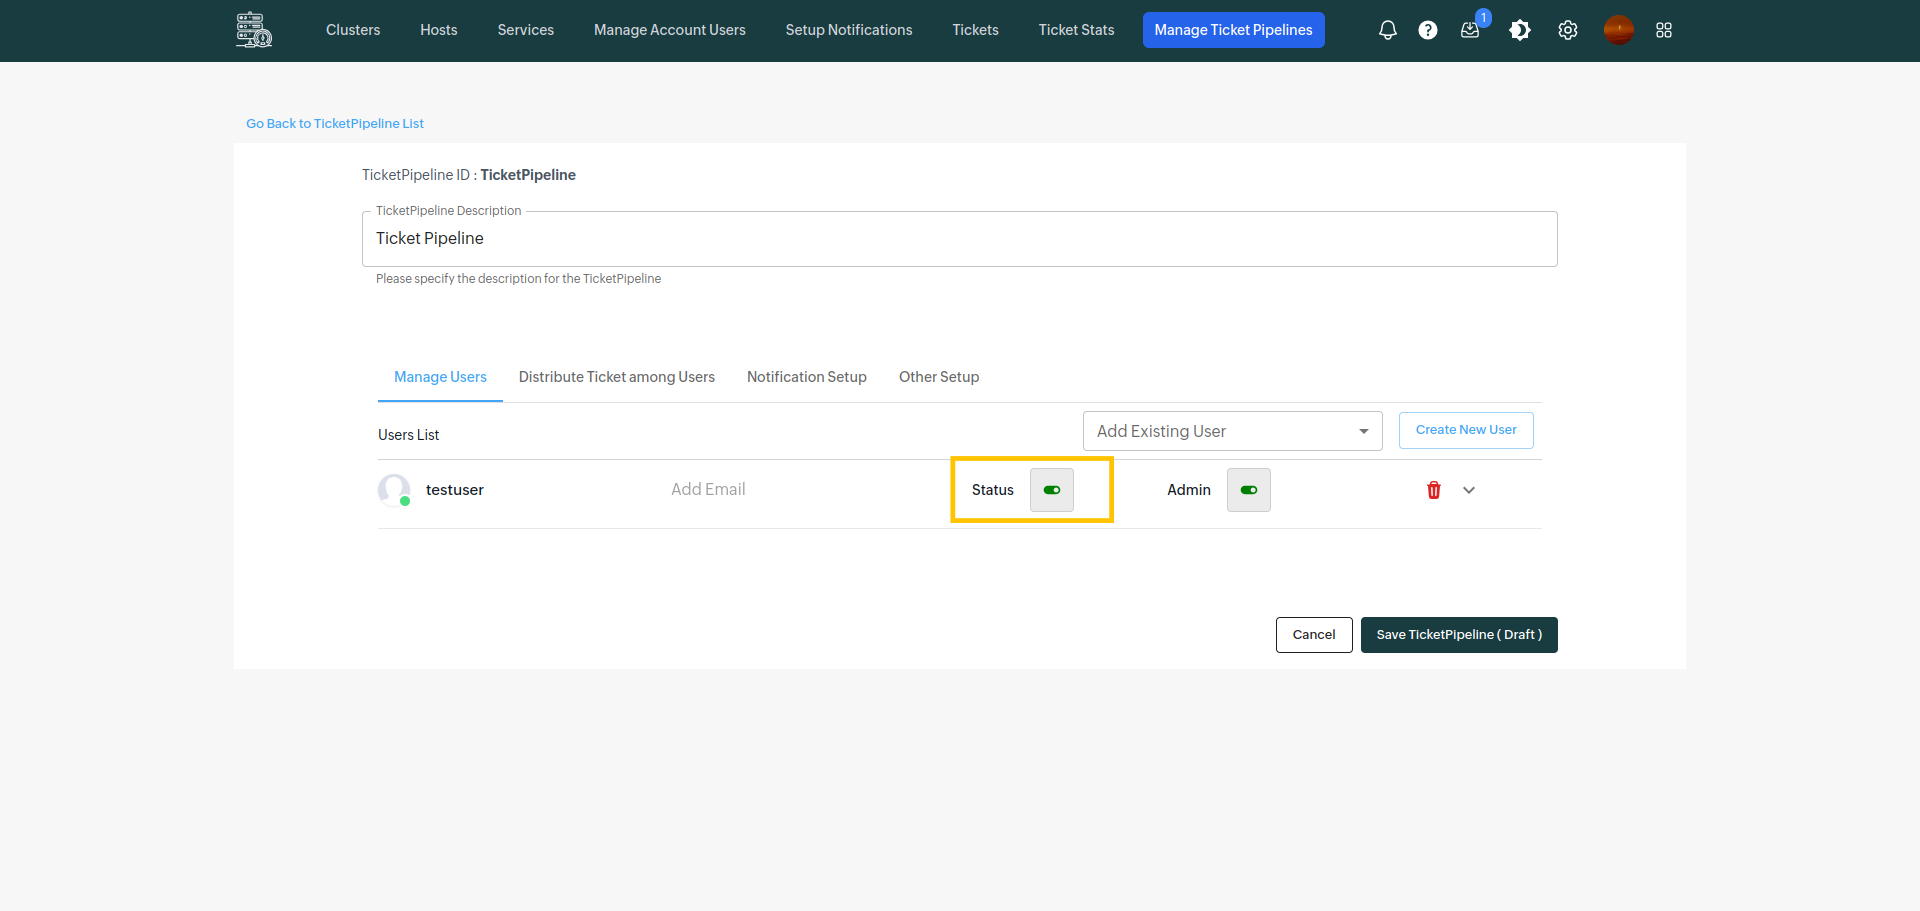 Clusters Hosts Services Manage Account Users Setup Notifications Tickets Ticket Stats Manage Ticket Pipelines ? 1
Go Back to TicketPipeline List
TicketPipeline ID : TicketPipeline
TicketPipeline Description
Ticket Pipeline
Please specify the description for the TicketPipeline
Manage Users Distribute Ticket among Users Notification Setup Other Setup
Users List Add Existing User Create New User
testuser Add Email Status Admin
Cancel Save TicketPipeline ( Draft )